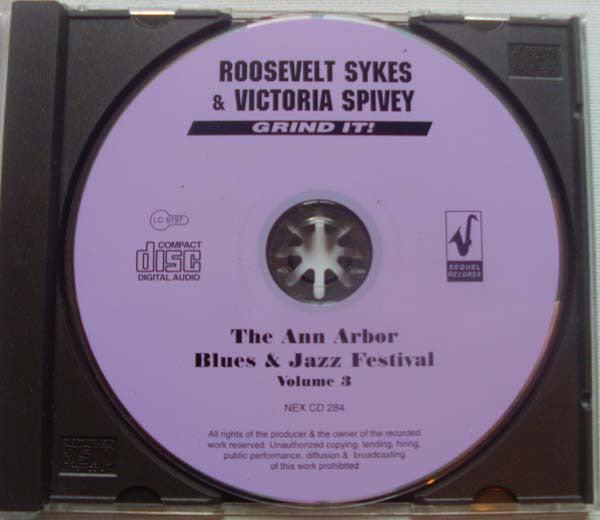 ROOSEVELT SYKES
& VICTORIA SPIVEY
GRIND IT!
LC 6797
COMPACT
disc
DIGITAL AUDIO
SEQUEL
RECORDS
The Ann Arbor
Blues & Jazz Festival
Volume 3
NEX CD 284
All rights of the producer & the owner of the recorded
work reserved. Unauthorized copying, lending, hiring,
public performance, diffusion & broadcasting
of this work prohibited